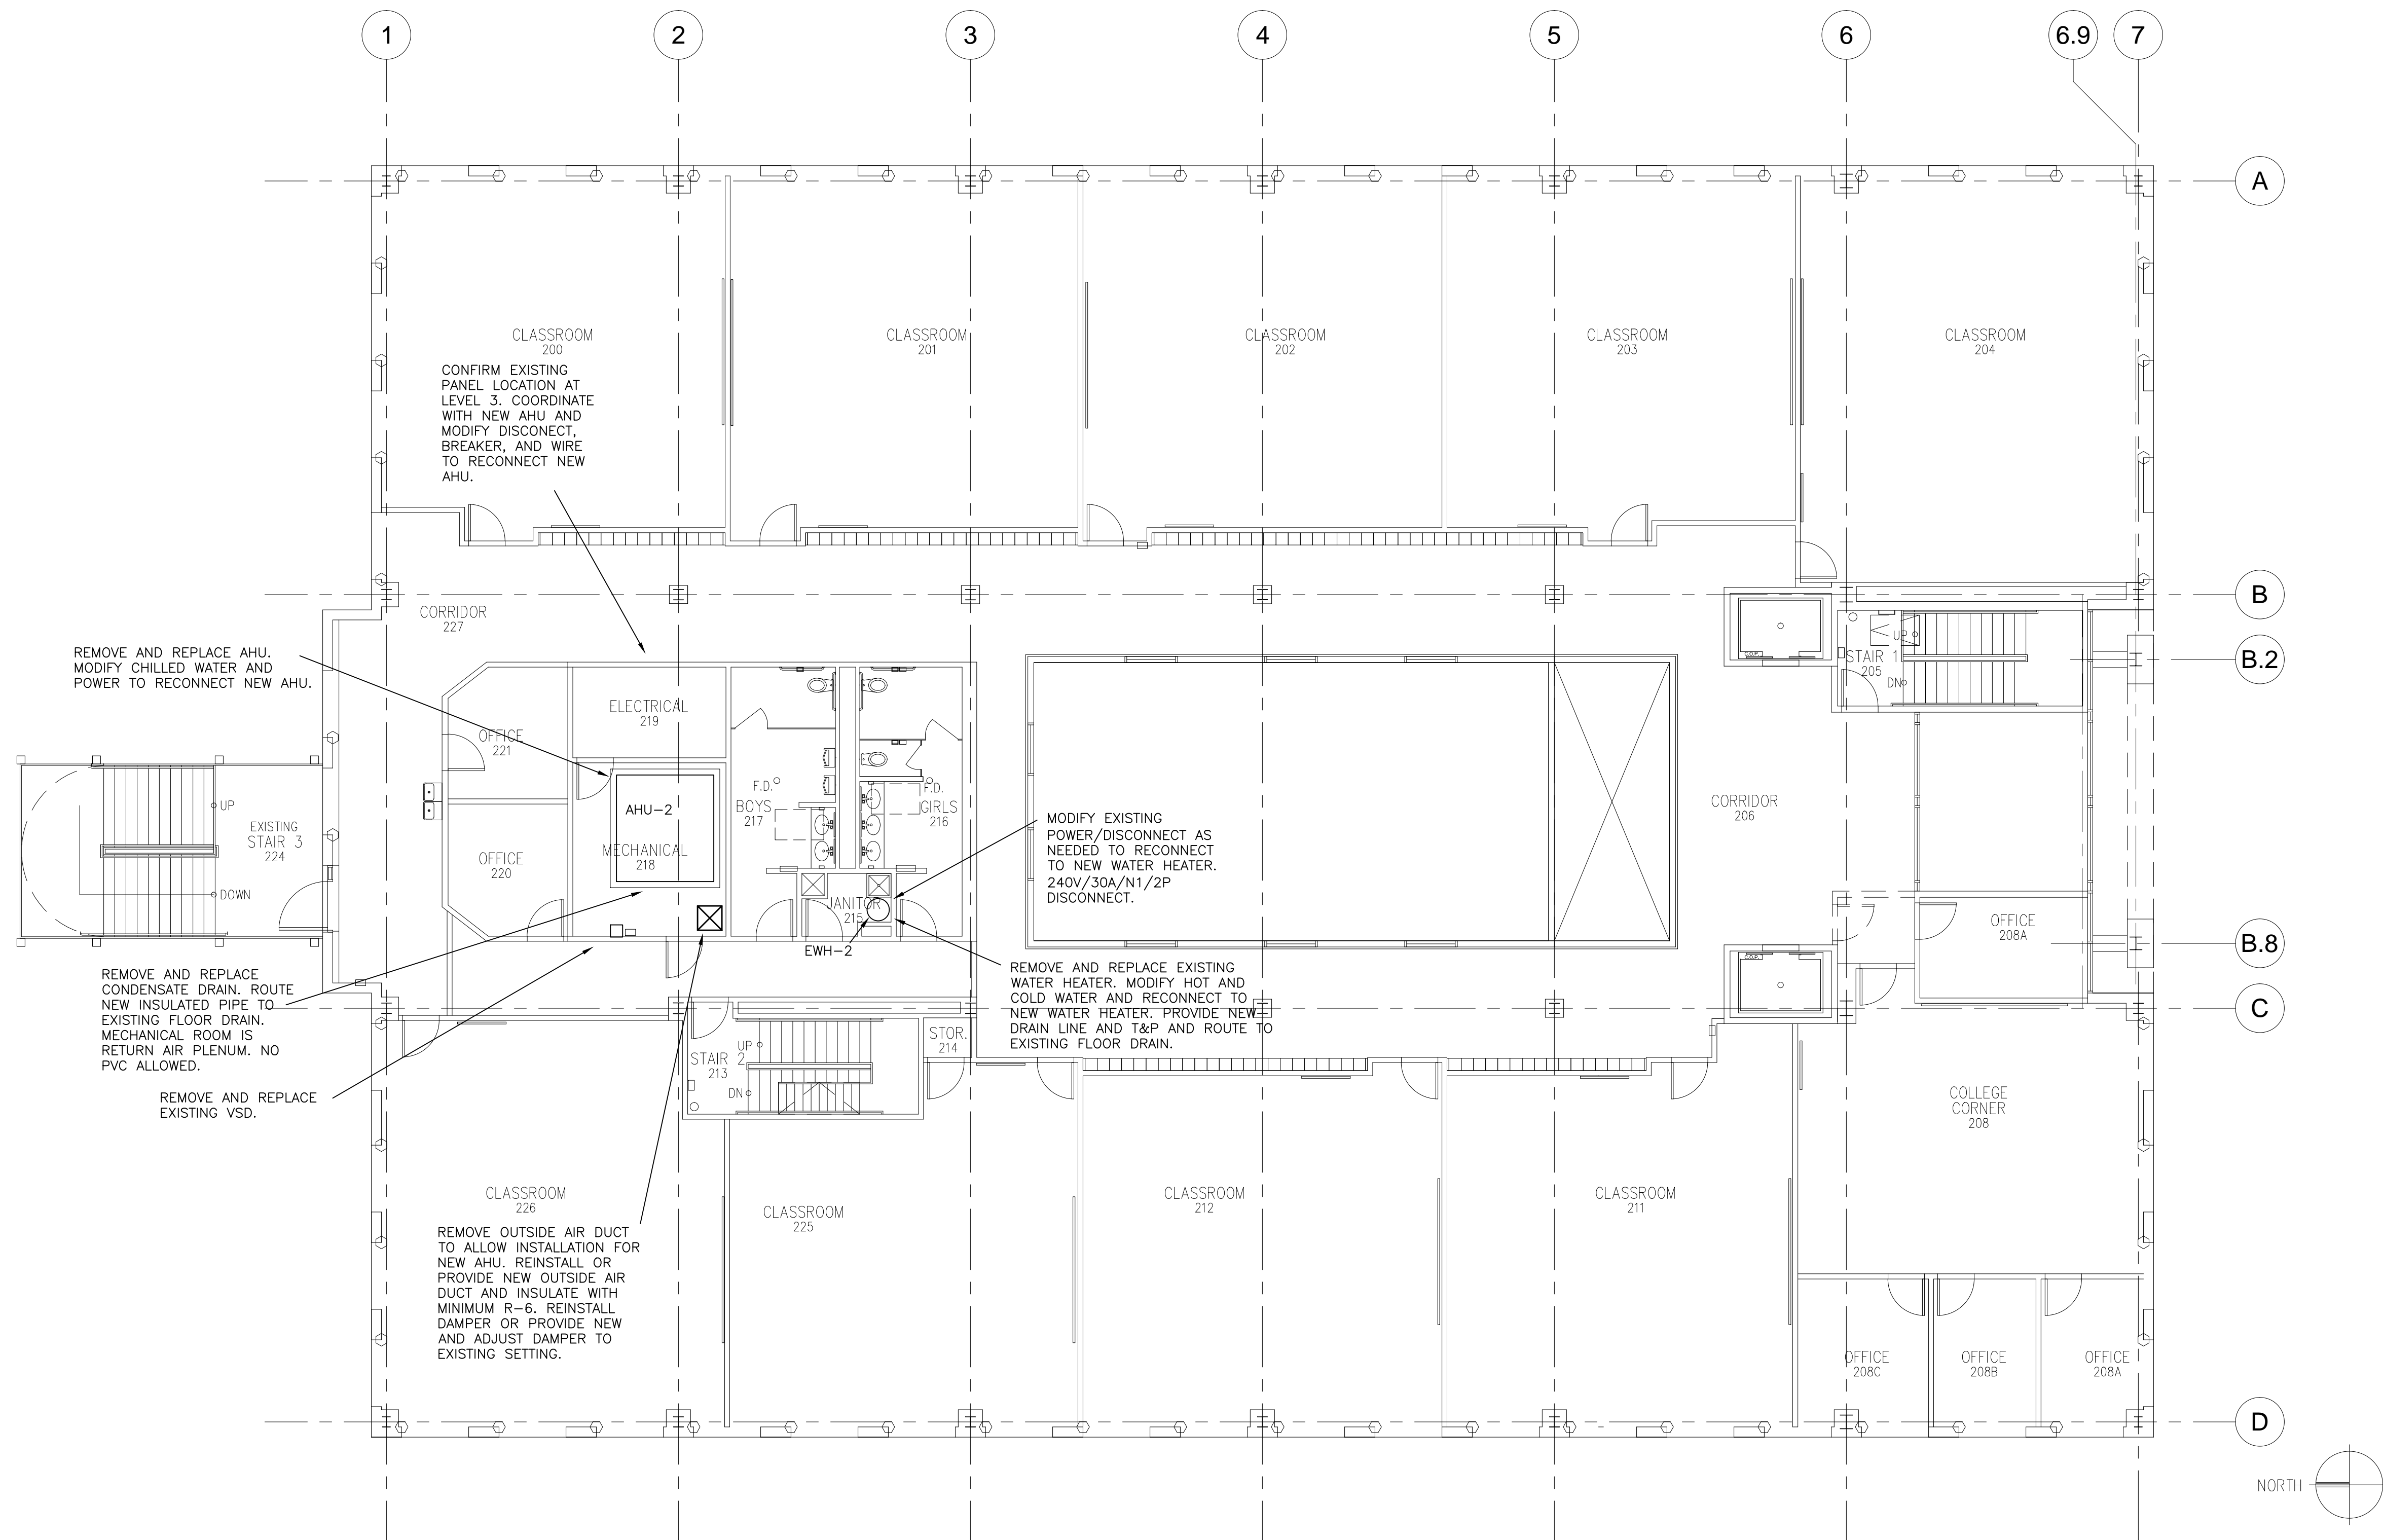 1
2
3
4
5
6
6.9
7
A
CLASSROOM
200
CLASSROOM
201
CLASSROOM
202
CLASSROOM
203
CLASSROOM
204
CONFIRM EXISTING
PANEL LOCATION AT
LEVEL 3. COORDINATE
WITH NEW AHU AND
MODIFY DISCONECT,
BREAKER, AND WIRE
TO RECONNECT NEW
AHU.
B
CORRIDOR
227
C.O.P.
UP
STAIR 1
205
DN
B.2
REMOVE AND REPLACE AHU.
MODIFY CHILLED WATER AND
POWER TO RECONNECT NEW AHU.
ELECTRICAL
219
OFFICE
221
F.D.
BOYS
217
F.D.
GIRLS
216
AHU-2
MECHANICAL
218
OFFICE
220
UP
EXISTING
STAIR 3
224
DOWN
CORRIDOR
206
MODIFY EXISTING
POWER/DISCONNECT AS
NEEDED TO RECONNECT
TO NEW WATER HEATER.
240V/30A/N1/2P
DISCONNECT.
JANITOR
215
EWH-2
OFFICE
208A
B.8
C.O.P.
REMOVE AND REPLACE
CONDENSATE DRAIN. ROUTE
NEW INSULATED PIPE TO
EXISTING FLOOR DRAIN.
MECHANICAL ROOM IS
RETURN AIR PLENUM. NO
PVC ALLOWED.
REMOVE AND REPLACE EXISTING
WATER HEATER. MODIFY HOT AND
COLD WATER AND RECONNECT TO
NEW WATER HEATER. PROVIDE NEW
DRAIN LINE AND T&P AND ROUTE TO
EXISTING FLOOR DRAIN.
C
UP
STAIR 2
213
DN
STOR.
214
REMOVE AND REPLACE
EXISTING VSD.
COLLEGE
CORNER
208
CLASSROOM
226
CLASSROOM
225
CLASSROOM
212
CLASSROOM
211
REMOVE OUTSIDE AIR DUCT
TO ALLOW INSTALLATION FOR
NEW AHU. REINSTALL OR
PROVIDE NEW OUTSIDE AIR
DUCT AND INSULATE WITH
MINIMUM R-6. REINSTALL
DAMPER OR PROVIDE NEW
AND ADJUST DAMPER TO
EXISTING SETTING.
OFFICE
208C
OFFICE
208B
OFFICE
208A
D
NORTH